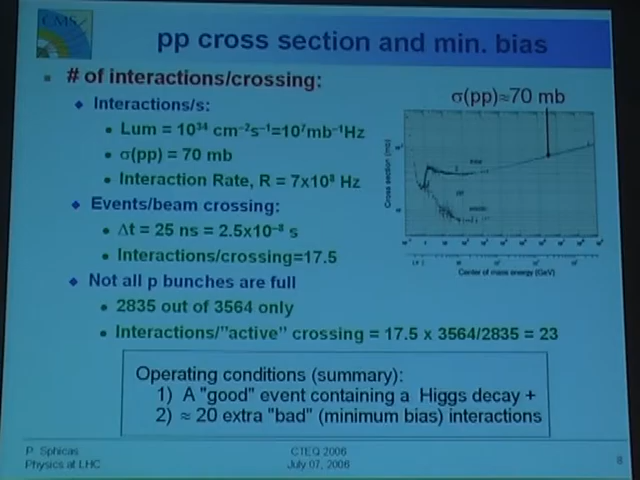 CMS
pp cross section and min. bias
# of interactions/crossing:
Interactions/s:
Lum = 10³⁴ cm⁻²s⁻¹=10⁷mb⁻¹Hz
σ(pp) = 70 mb
Interaction Rate, R = 7x10⁸ Hz
Events/beam crossing:
Δt = 25 ns = 2.5x10⁻⁸ s
Interactions/crossing=17.5
Not all p bunches are full
2835 out of 3564 only
Interactions/"active" crossing = 17.5 x 3564/2835 = 23
σ(pp)≈70 mb
Cross section (mb)
Center of mass energy (GeV)
Operating conditions (summary):
1) A "good" event containing a Higgs decay +
2) ≈ 20 extra "bad" (minimum bias) interactions
P. Sphicas
Physics at LHC
CTEQ 2006
July 07, 2006
8